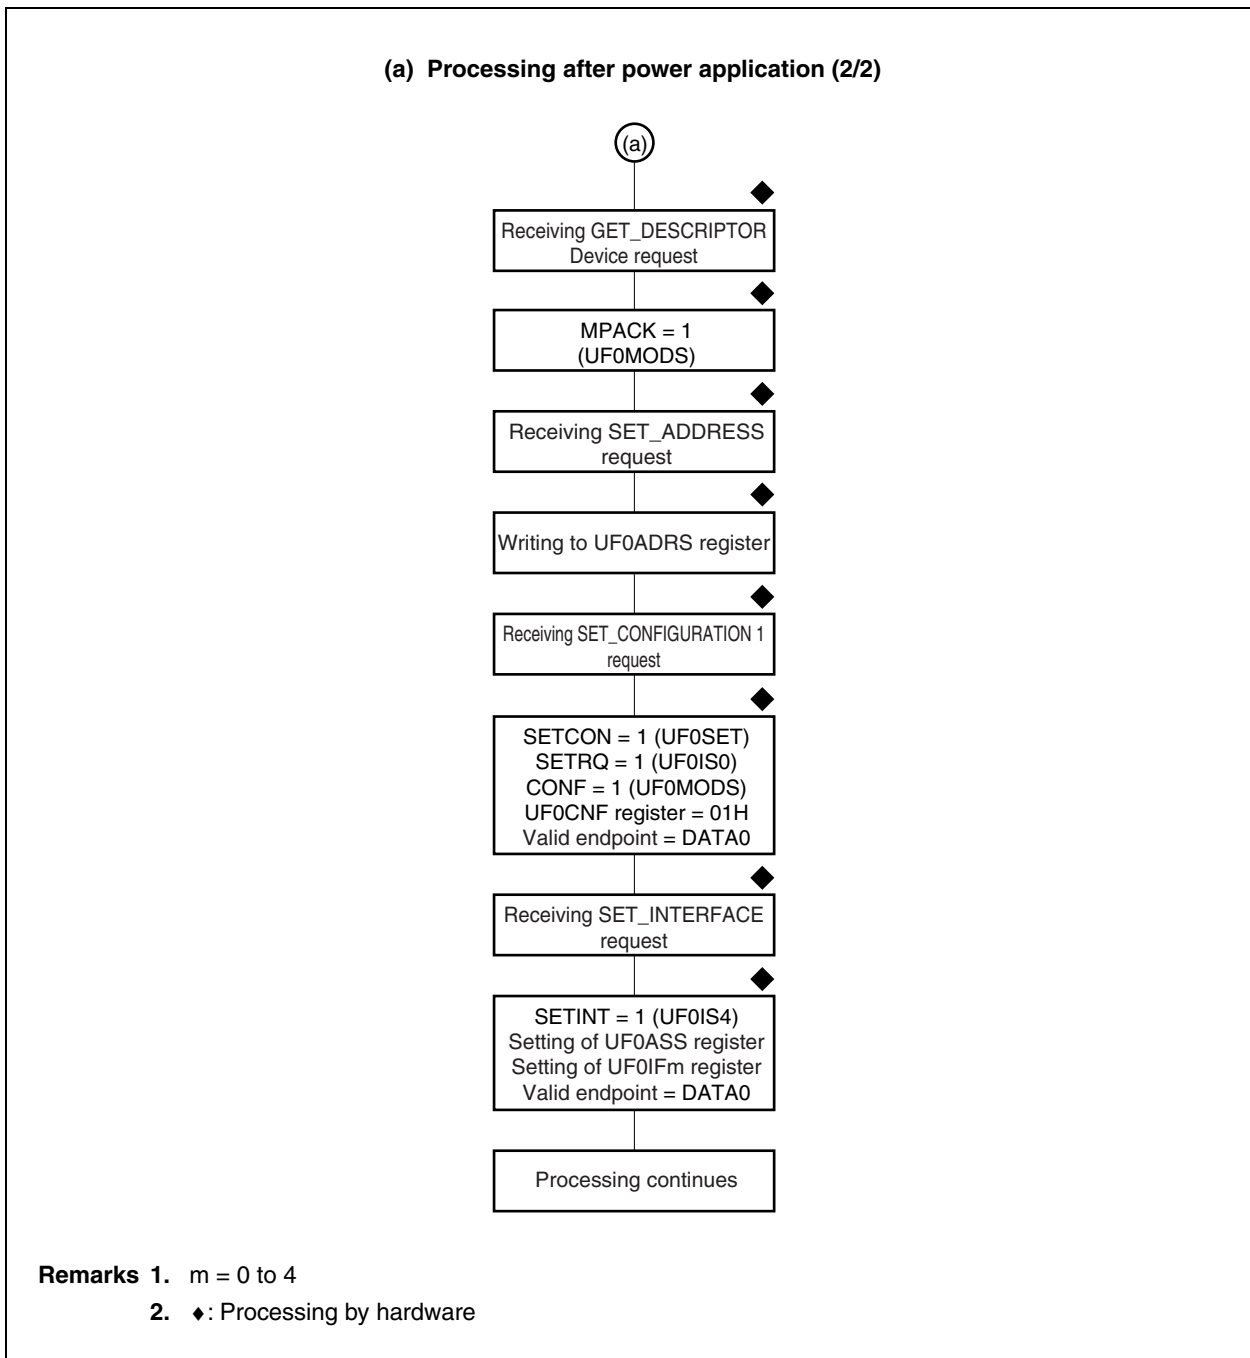 (a) Processing after power application (2/2)
(a)
Receiving GET_DESCRIPTOR
Device request
MPACK = 1
(UF0MODS)
Receiving SET_ADDRESS
request
Writing to UF0ADRS register
Receiving SET_CONFIGURATION 1
request
SETCON = 1 (UF0SET)
SETRQ = 1 (UF0IS0)
CONF = 1 (UF0MODS)
UF0CNF register = 01H
Valid endpoint = DATA0
Receiving SET_INTERFACE
request
SETINT = 1 (UF0IS4)
Setting of UF0ASS register
Setting of UF0IFm register
Valid endpoint = DATA0
Processing continues
Remarks 1. m = 0 to 4
2. ♦: Processing by hardware